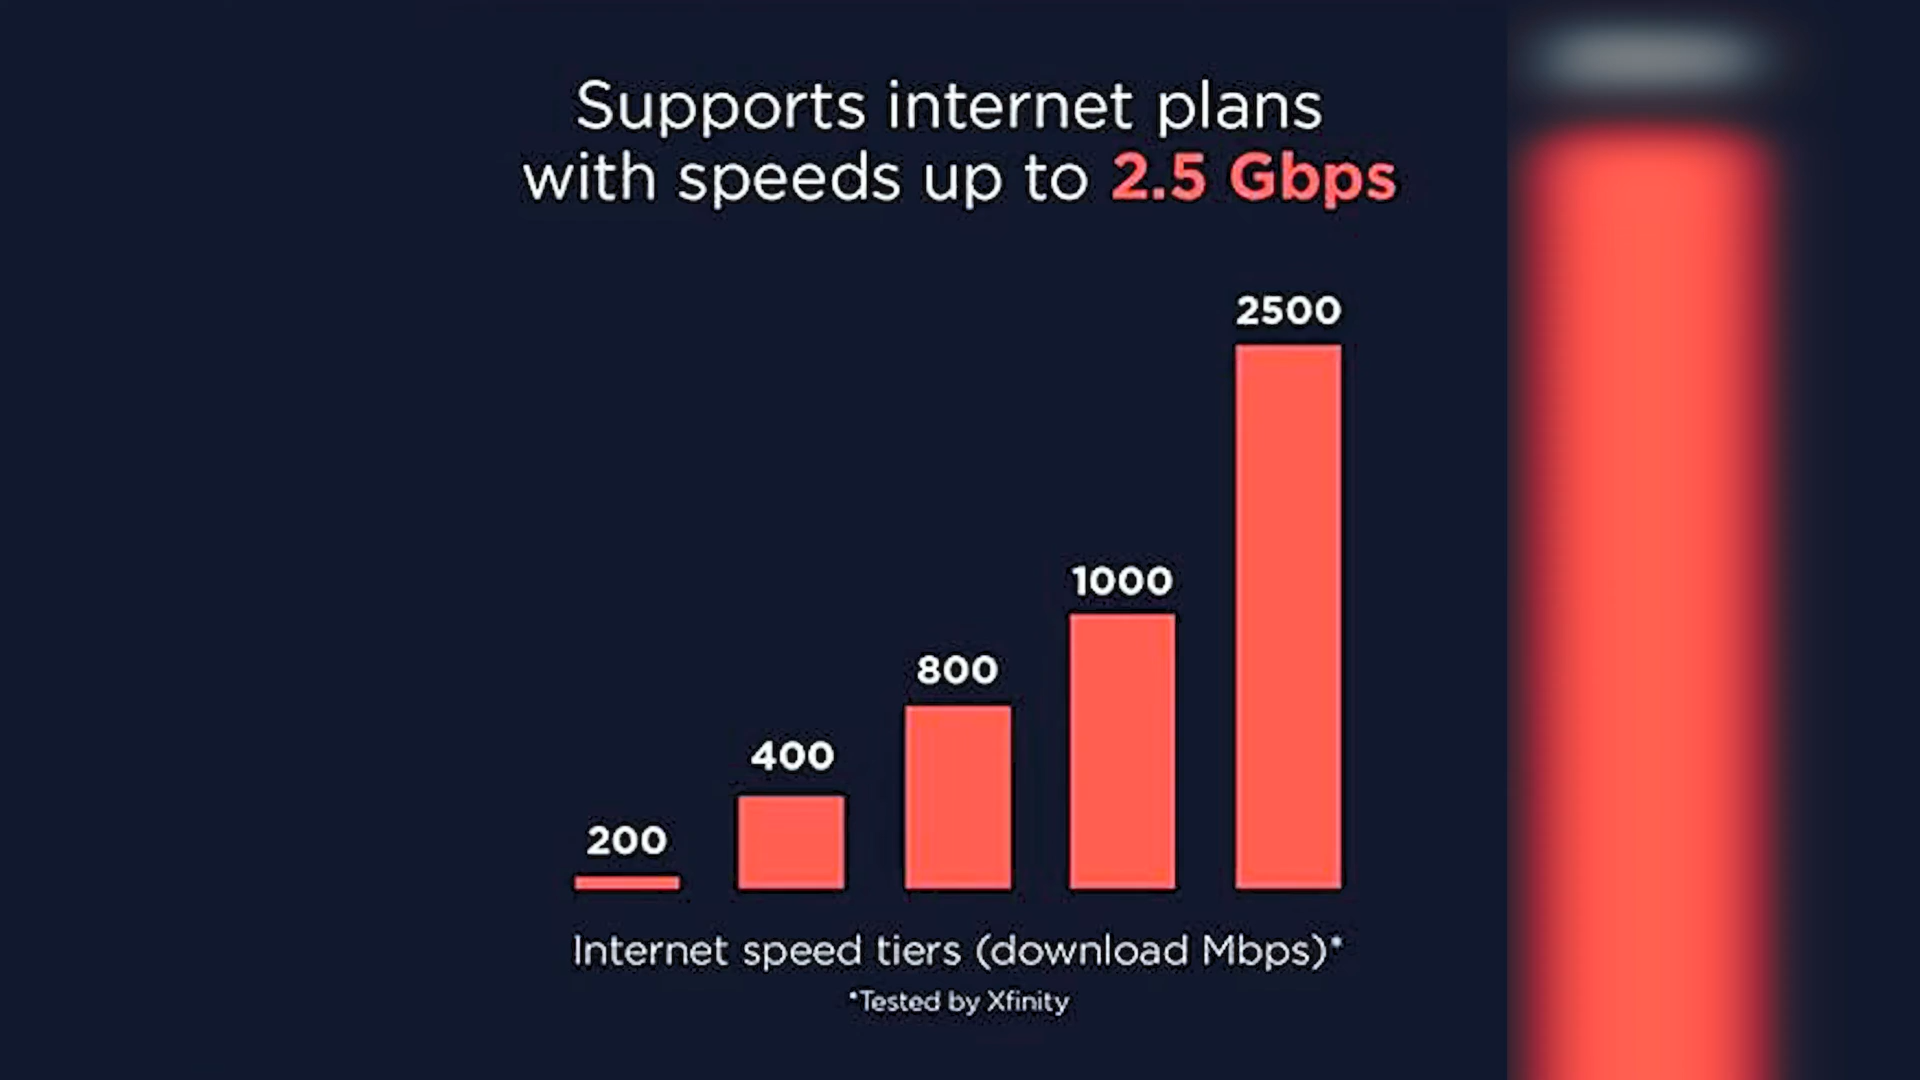 Supports internet plans
with speeds up to 2.5 Gbps
2500
1000
800
400
200
Internet speed tiers (download Mbps)*
*Tested by Xfinity